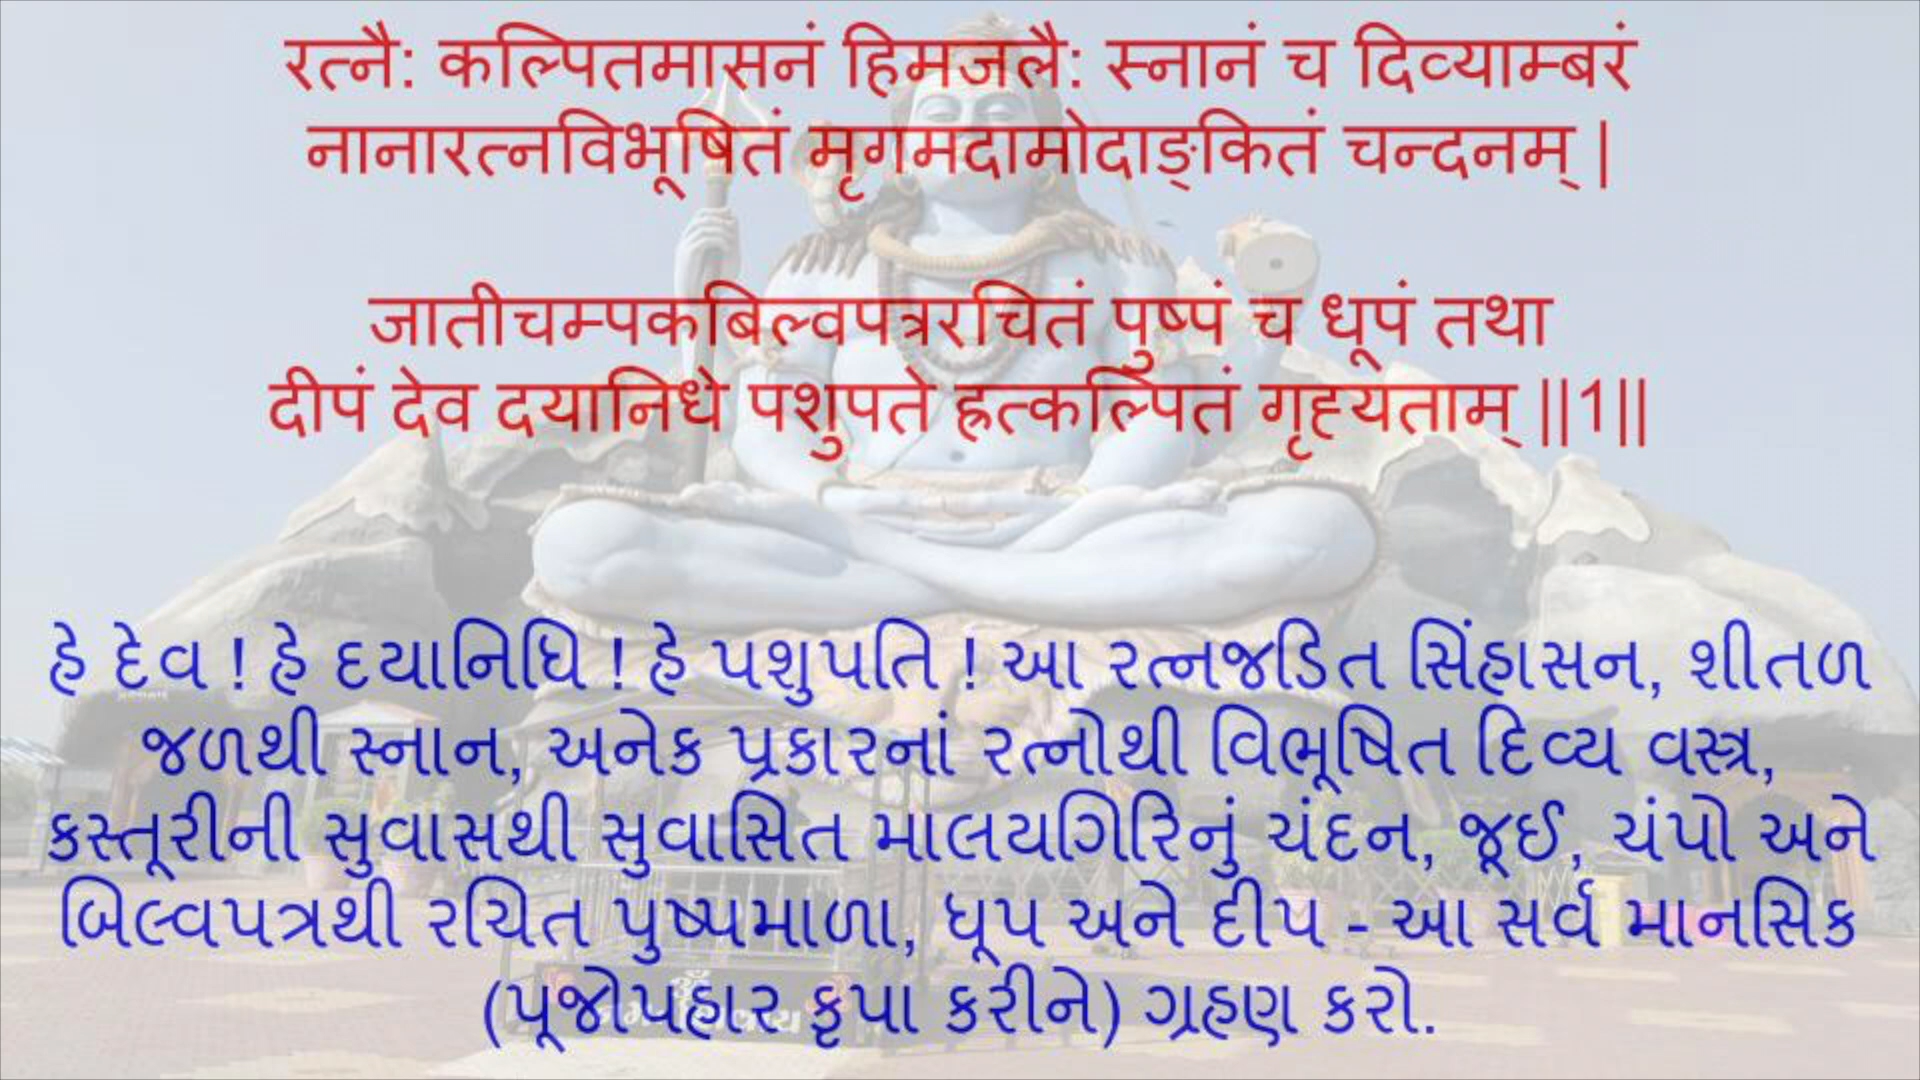 रत्नै: कल्पितमासनं हिमजलै: स्नानं च दिव्याम्बरं
नानारत्नविभूषितं मृगमदामोदाङ्कितं चन्दनम् |
जातीचम्पकबिल्वपत्ररचितं पुष्पं च धूपं तथा
दीपं देव दयानिधे पशुपते ह्रत्कल्पितं गृह्यताम् ||1||
હે દેવ ! હે દયાનિધિ ! હે પશુપતિ ! આ રત્નજડિત સિંહાસન, શીતળ
જળથી સ્નાન, અનેક પ્રકારનાં રત્નોથી વિભૂષિત દિવ્ય વસ્ત્ર,
કસ્તૂરીની સુવાસથી સુવાસિત માલયગિરિનું ચંદન, જૂઈ, ચંપો અને
બિલ્વપત્રથી રચિત પુષ્પમાળા, ધૂપ અને દીપ - આ સર્વ માનસિક
(પૂજોપહાર કૃપા કરીને) ગ્રહણ કરો.